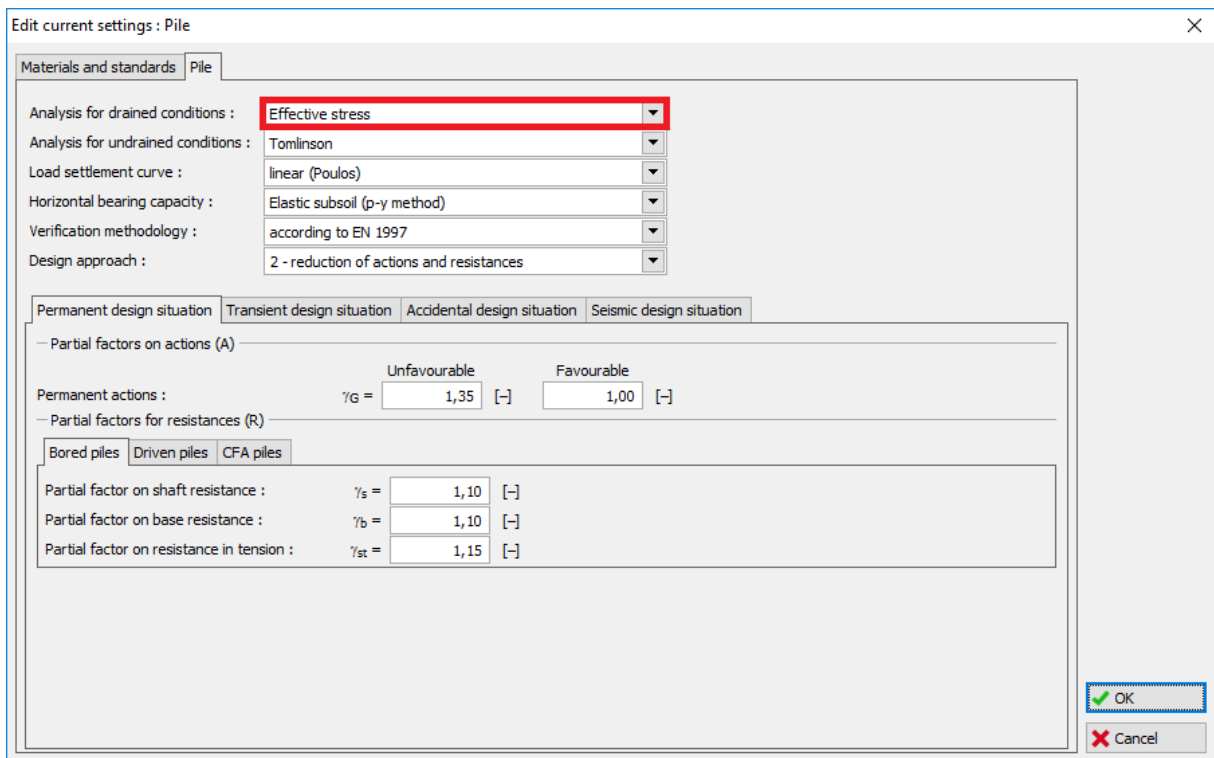 Edit current settings : Pile
Materials and standards Pile
Analysis for drained conditions : Effective stress
Analysis for undrained conditions : Tomlinson
Load settlement curve : linear (Poulos)
Horizontal bearing capacity : Elastic subsoil (p-y method)
Verification methodology : according to EN 1997
Design approach : 2 - reduction of actions and resistances
Permanent design situation Transient design situation Accidental design situation Seismic design situation
Partial factors on actions (A)
Unfavourable Favourable
Permanent actions : γG = 1,35 [–] 1,00 [–]
Partial factors for resistances (R)
Bored piles Driven piles CFA piles
Partial factor on shaft resistance : γs = 1,10 [–]
Partial factor on base resistance : γb = 1,10 [–]
Partial factor on resistance in tension : γst = 1,15 [–]
OK
Cancel